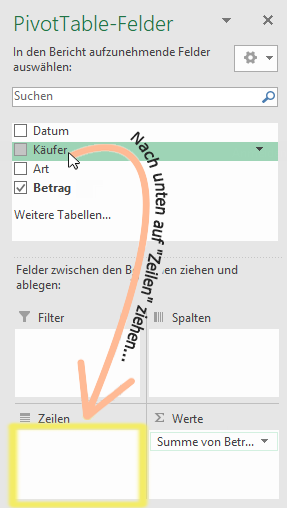 PivotTable-Felder
In den Bericht aufzunehmende Felder
auswählen:
Suchen
Datum
Käufer
Art
Betrag
Weitere Tabellen...
Nach unten auf "Zeilen" ziehen...
Felder zwischen den Be   en ziehen und
ablegen:
Filter
Spalten
Zeilen
Σ Werte
Summe von Betr...